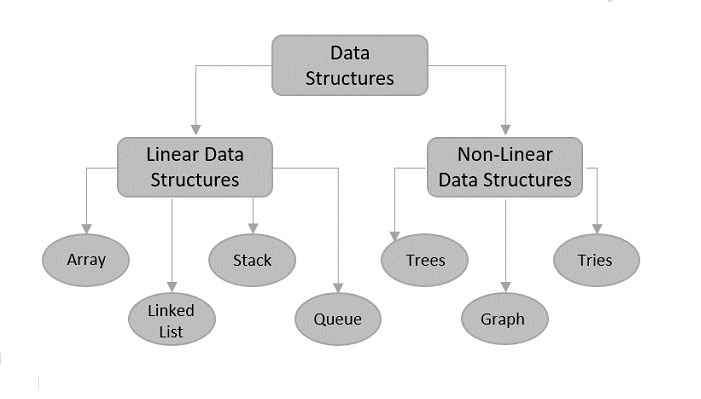 Data
Structures
Linear Data
Structures
Non-Linear
Data Structures
Array
Stack
Trees
Tries
Linked
List
Queue
Graph